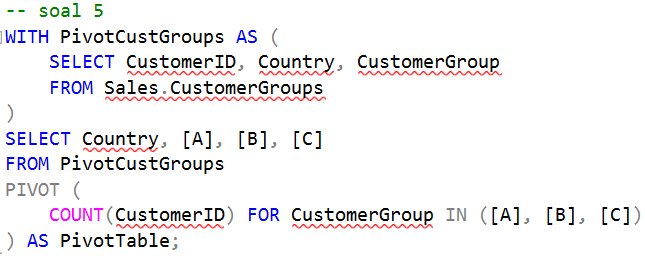 -- soal 5
WITH PivotCustGroups AS (
SELECT CustomerID, Country, CustomerGroup
FROM Sales.CustomerGroups
)
SELECT Country, [A], [B], [C]
FROM PivotCustGroups
PIVOT (
COUNT(CustomerID) FOR CustomerGroup IN ([A], [B], [C])
) AS PivotTable;